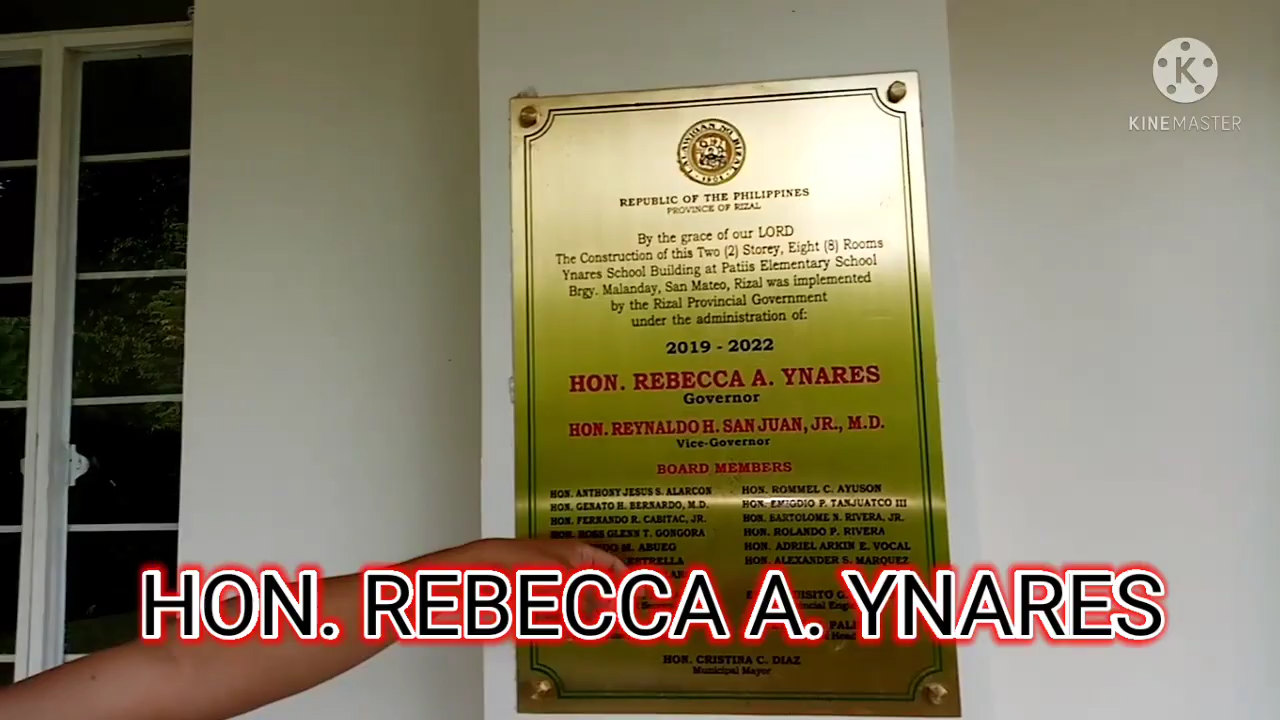 K
KINEMASTER
REPUBLIC OF THE PHILIPPINES
PROVINCE OF RIZAL
By the grace of our LORD
The Construction of this Two (2) Storey, Eight (8) Rooms
Ynares School Building at Patiis Elementary School
Brgy. Malanday, San Mateo, Rizal was implemented
by the Rizal Provincial Government
under the administration of:
2019 - 2022
HON. REBECCA A. YNARES
Governor
HON. REYNALDO H. SAN JUAN, JR., M.D.
Vice-Governor
BOARD MEMBERS
HON. ANTHONY JESUS S. ALARCON
HON. GENATO H. BERNARDO, M.D.
HON. FERNANDO R. CABITAC, JR.
HON. ROSS GLENN T. GONGORA
M. ABUEG
HON. ROMMEL C. AYUSON
HON. EMIGDIO P. TANJUATCO III
HON. BARTOLOME N. RIVERA, JR.
HON. ROLANDO P. RIVERA
HON. ADRIEL ARKIN E. VOCAL
HON. ALEXANDER S. MARQUEZ
HON. REBECCA A. YNARES
HON. CRISTINA C. DIAZ
Municipal Mayor